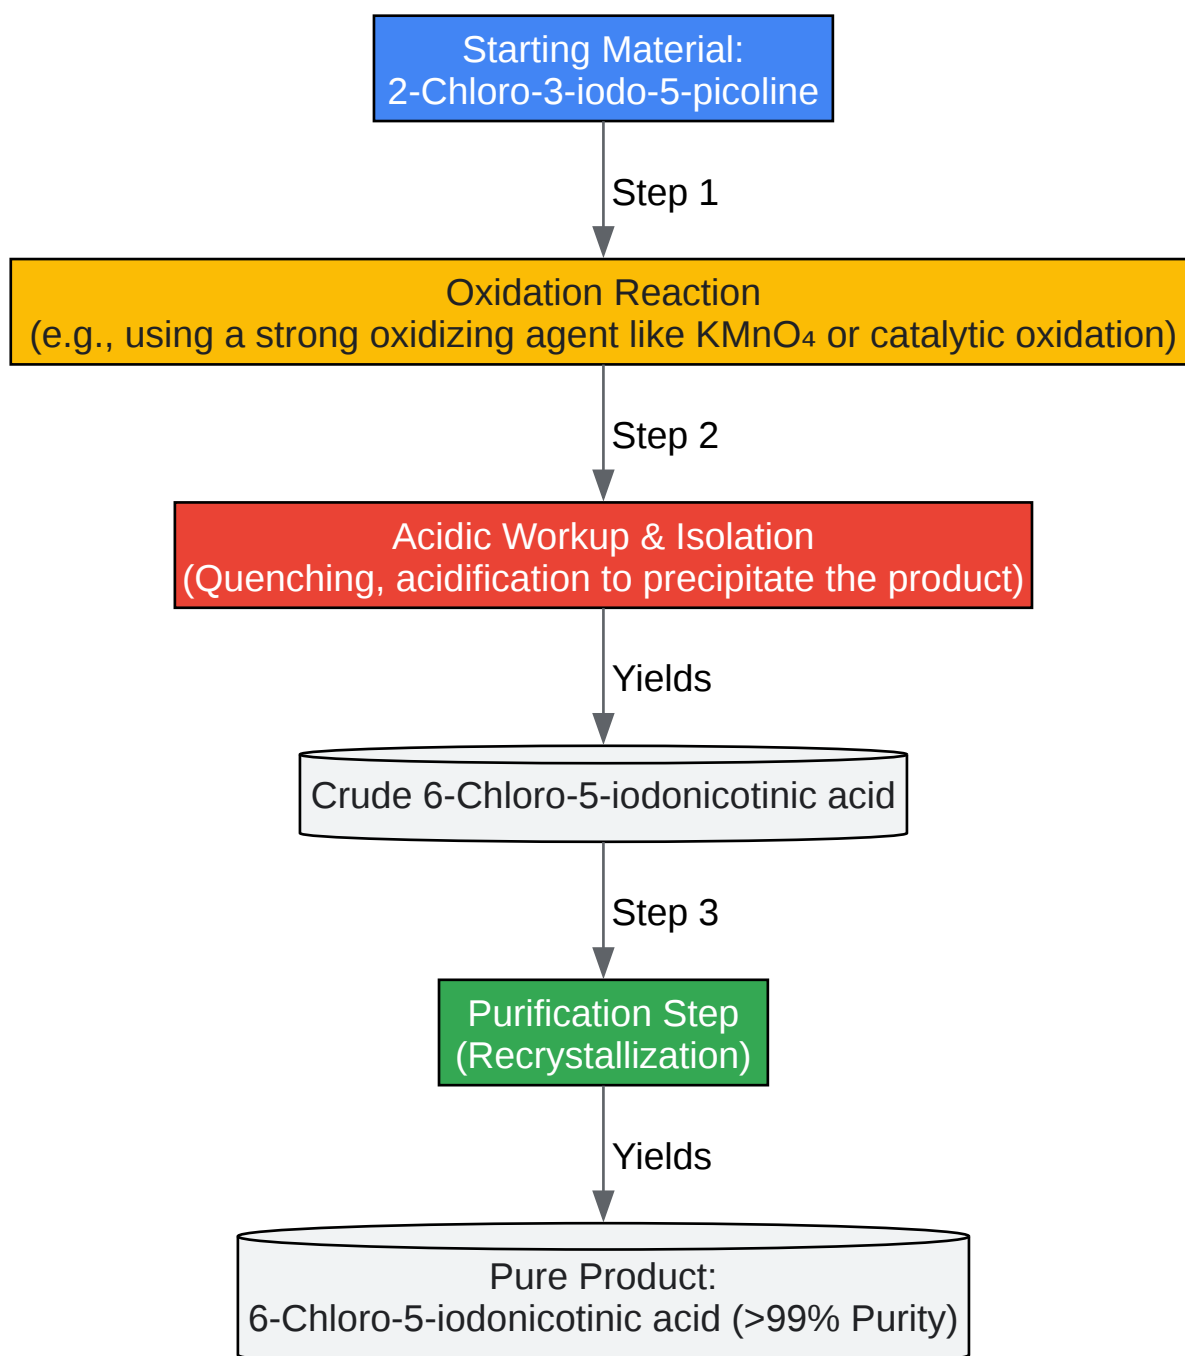 Starting Material:
2-Chloro-3-iodo-5-picoline
Step 1
Oxidation Reaction
(e.g., using a strong oxidizing agent like KMnO₄ or catalytic oxidation)
Step 2
Acidic Workup & Isolation
(Quenching, acidification to precipitate the product)
Yields
Crude 6-Chloro-5-iodonicotinic acid
Step 3
Purification Step
(Recrystallization)
Yields
Pure Product:
6-Chloro-5-iodonicotinic acid (>99% Purity)